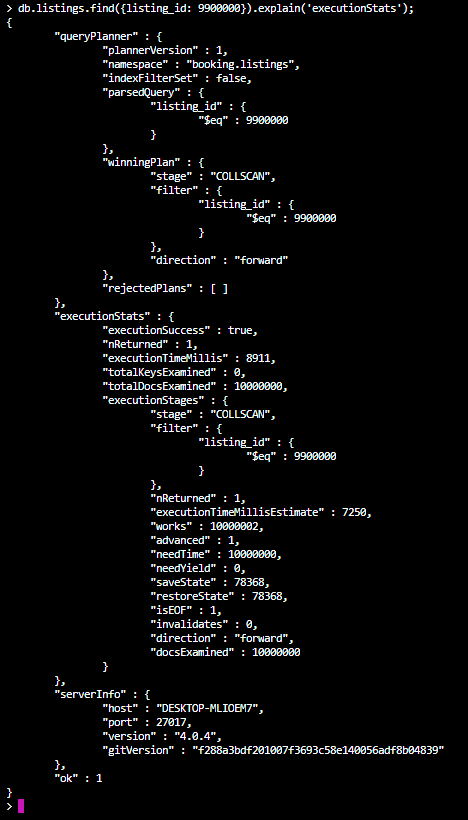 > db.listings.find({listing_id: 9900000}).explain('executionStats');
{
        "queryPlanner" : {
                "plannerVersion" : 1,
                "namespace" : "booking.listings",
                "indexFilterSet" : false,
                "parsedQuery" : {
                        "listing_id" : {
                                "$eq" : 9900000
                        }
                },
                "winningPlan" : {
                        "stage" : "COLLSCAN",
                        "filter" : {
                                "listing_id" : {
                                        "$eq" : 9900000
                                }
                        },
                        "direction" : "forward"
                },
                "rejectedPlans" : [ ]
        },
        "executionStats" : {
                "executionSuccess" : true,
                "nReturned" : 1,
                "executionTimeMillis" : 8911,
                "totalKeysExamined" : 0,
                "totalDocsExamined" : 10000000,
                "executionStages" : {
                        "stage" : "COLLSCAN",
                        "filter" : {
                                "listing_id" : {
                                        "$eq" : 9900000
                                }
                        },
                        "nReturned" : 1,
                        "executionTimeMillisEstimate" : 7250,
                        "works" : 10000002,
                        "advanced" : 1,
                        "needTime" : 10000000,
                        "needYield" : 0,
                        "saveState" : 78368,
                        "restoreState" : 78368,
                        "isEOF" : 1,
                        "invalidates" : 0,
                        "direction" : "forward",
                        "docsExamined" : 10000000
                }
        },
        "serverInfo" : {
                "host" : "DESKTOP-MLIOEM7",
                "port" : 27017,
                "version" : "4.0.4",
                "gitVersion" : "f288a3bdf201007f3693c58e140056adf8b04839"
        },
        "ok" : 1
}
>